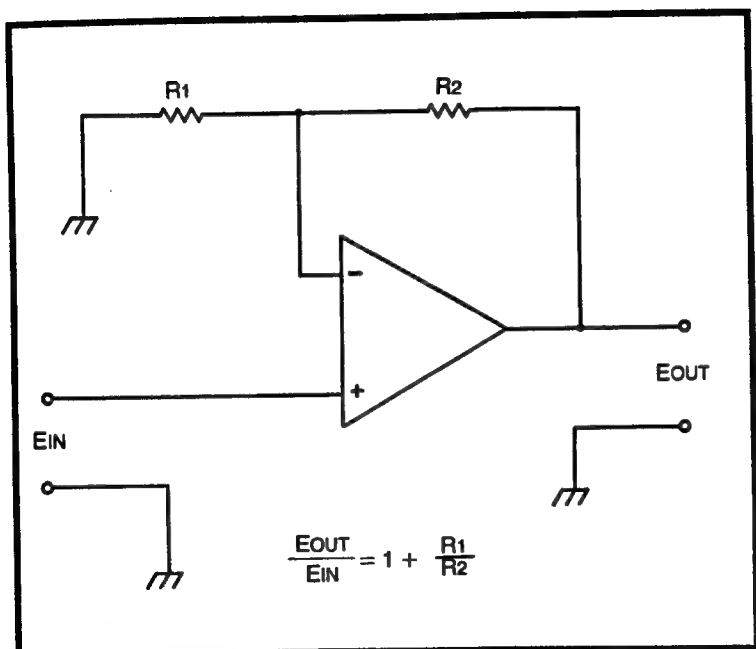 R1
R2
−
+
EIN
EOUT
EOUT/EIN = 1 + R1/R2